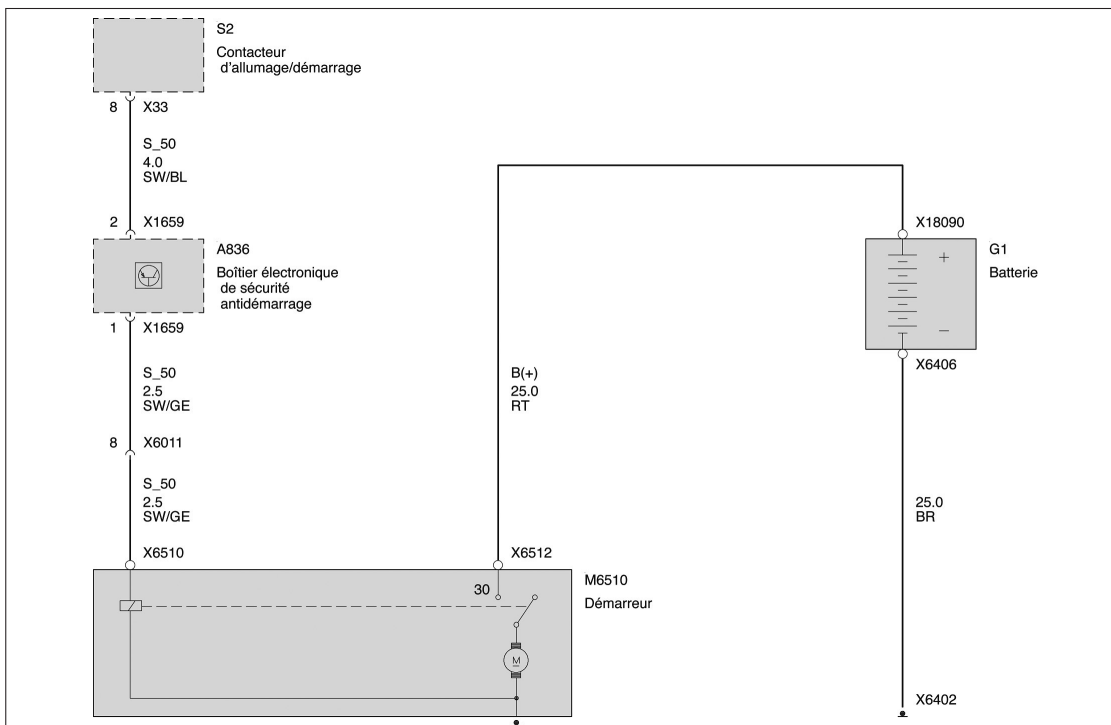 S2
Contacteur
d'allumage/démarrage
8 X33
S_50
4.0
SW/BL
2 X1659
A836
Boîtier électronique
de sécurité
antidémarrage
1 X1659
S_50
2.5
SW/GE
8 X6011
S_50
2.5
SW/GE
X6510
B(+)
25.0
RT
X6512
X18090
G1
Batterie
+
–
X6406
25.0
BR
X6402
M6510
Démarreur
30
M